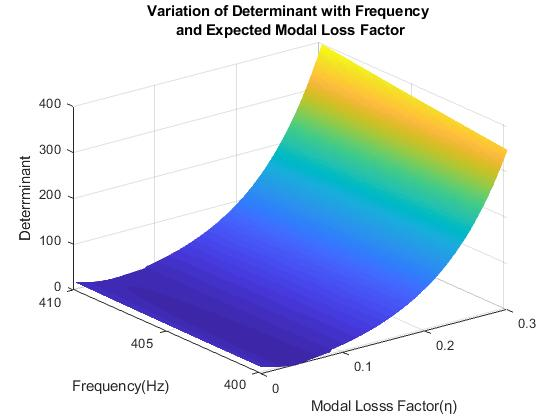 Variation of Determinant with Frequency
and Expected Modal Loss Factor
400
300
200
100
0
Deterrminant
410
405
400
Frequency(Hz)
0
0.1
0.2
0.3
Modal Losss Factor(η)